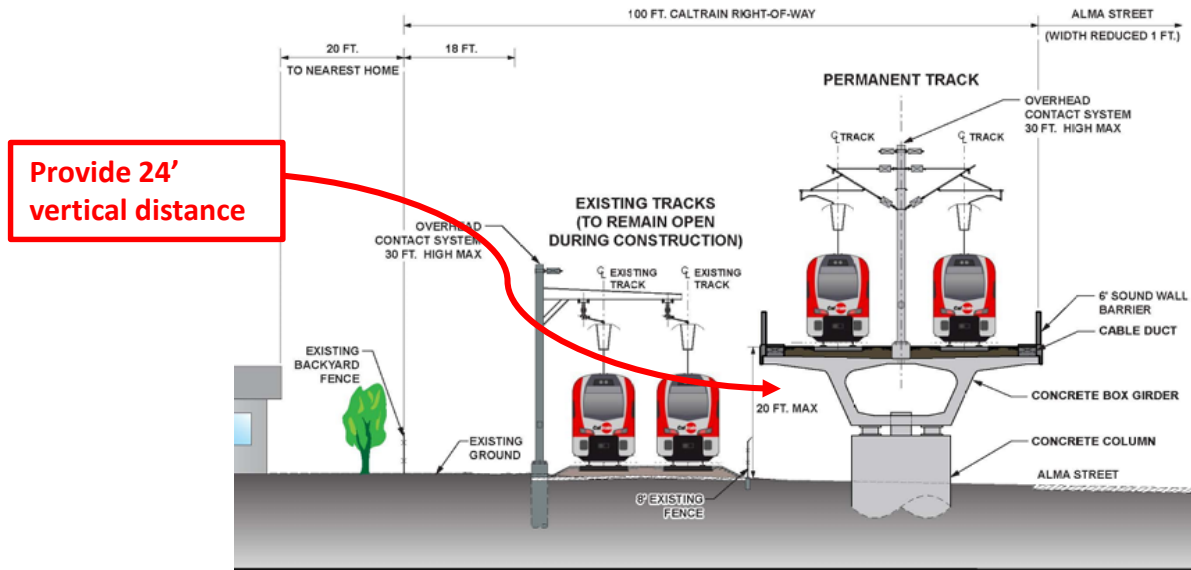 100 FT. CALTRAIN RIGHT-OF-WAY
ALMA STREET
(WIDTH REDUCED 1 FT.)
20 FT.
TO NEAREST HOME
18 FT.
PERMANENT TRACK
OVERHEAD
CONTACT SYSTEM
30 FT. HIGH MAX
℄ TRACK
℄ TRACK
Provide 24’
vertical distance
EXISTING TRACKS
(TO REMAIN OPEN
DURING CONSTRUCTION)
OVERHEAD
CONTACT SYSTEM
30 FT. HIGH MAX
℄ EXISTING
TRACK
℄ EXISTING
TRACK
6' SOUND WALL
BARRIER
CABLE DUCT
EXISTING
BACKYARD
FENCE
CONCRETE BOX GIRDER
20 FT. MAX
EXISTING
GROUND
CONCRETE COLUMN
ALMA STREET
8' EXISTING
FENCE